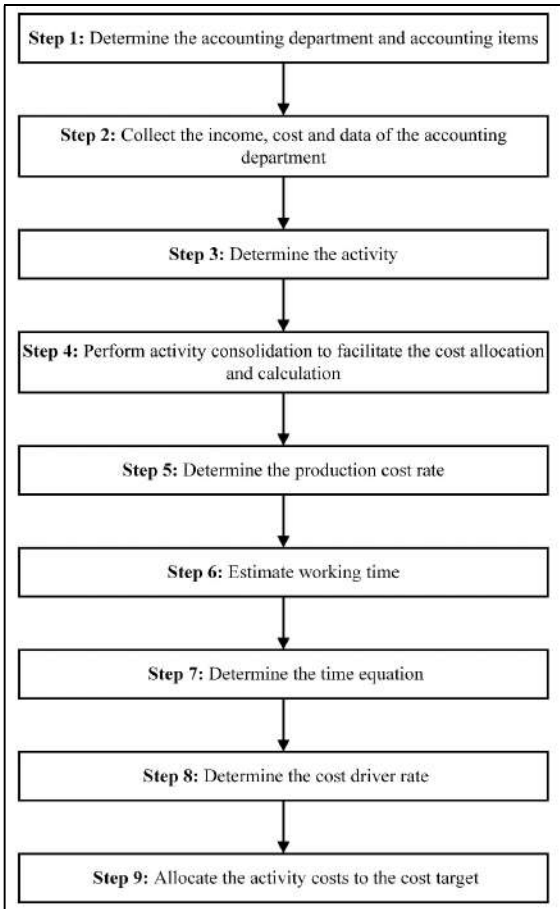 Step 1: Determine the accounting department and accounting items
Step 2: Collect the income, cost and data of the accounting
department
Step 3: Determine the activity
Step 4: Perform activity consolidation to facilitate the cost allocation
and calculation
Step 5: Determine the production cost rate
Step 6: Estimate working time
Step 7: Determine the time equation
Step 8: Determine the cost driver rate
Step 9: Allocate the activity costs to the cost target